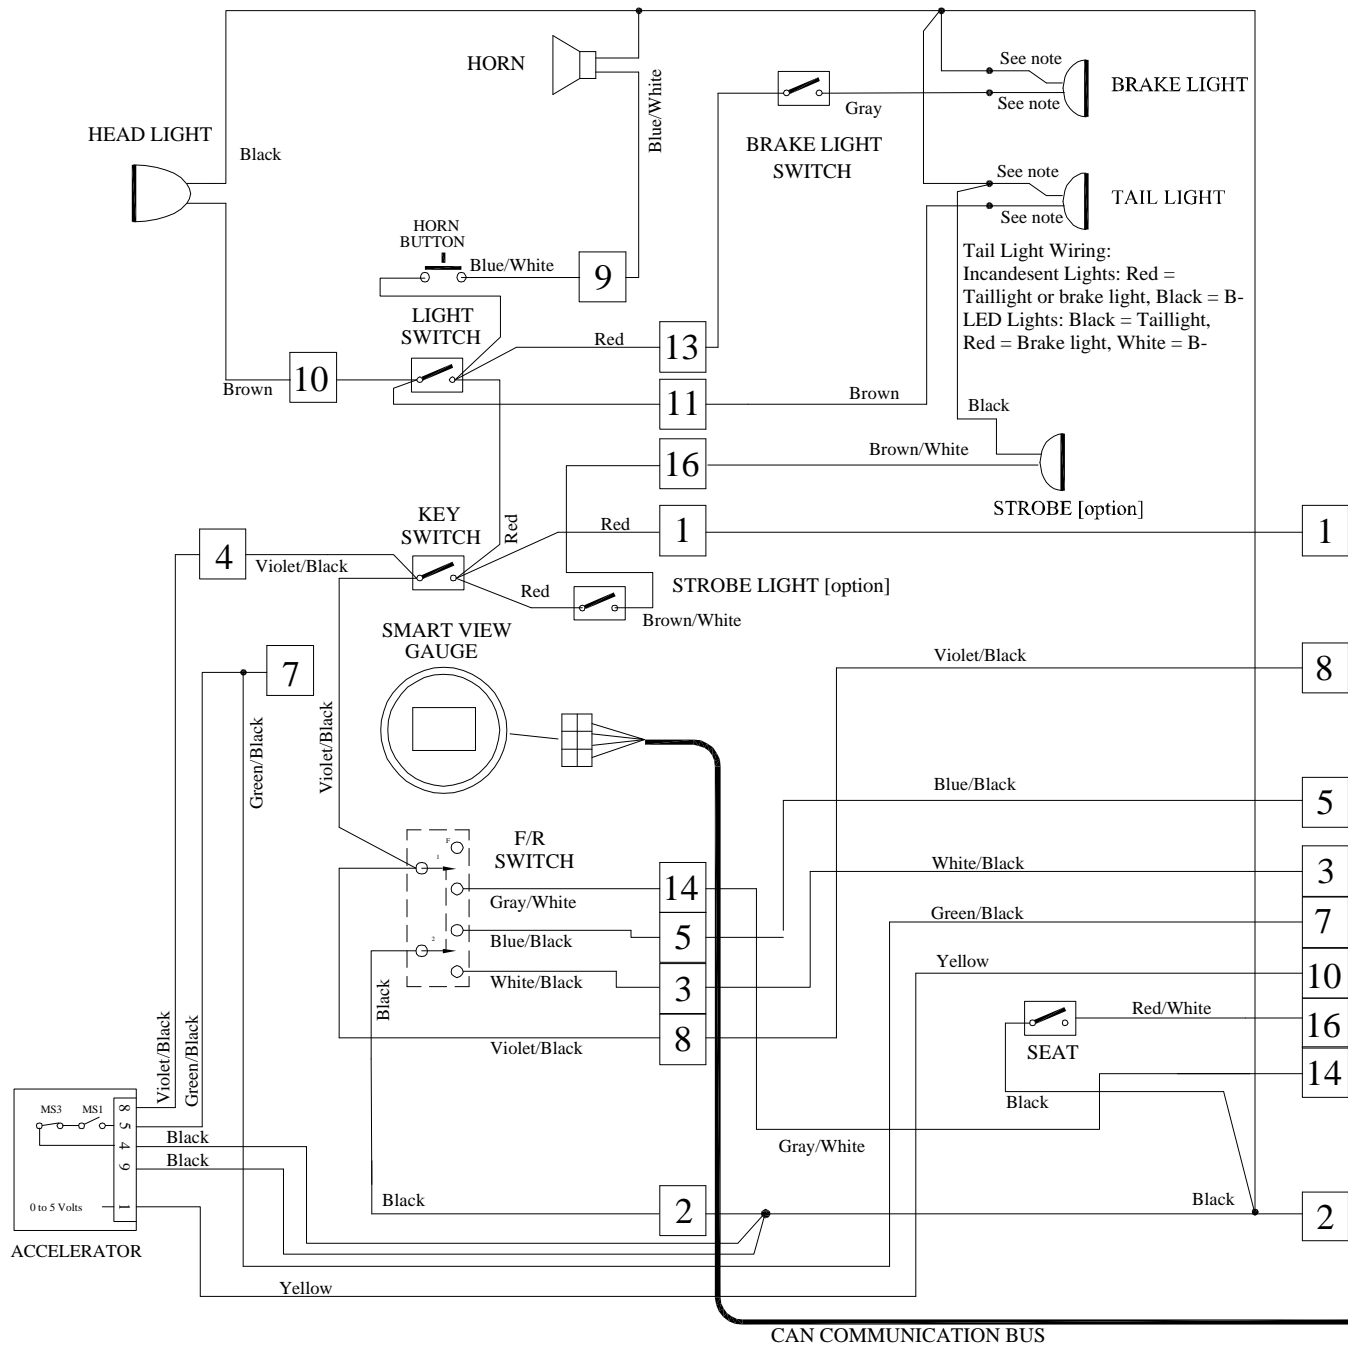 HORN
Blue/White
See note
BRAKE LIGHT
See note
Gray
HEAD LIGHT
Black
BRAKE LIGHT
SWITCH
See note
TAIL LIGHT
See note
HORN
BUTTON
Blue/White
9
Tail Light Wiring:
Incandesent Lights: Red =
Taillight or brake light, Black = B-
LED Lights: Black = Taillight,
Red = Brake light, White = B-
LIGHT
SWITCH
Red
13
10
Brown
11
Brown
Black
16
Brown/White
STROBE [option]
KEY
SWITCH
Red
Red
1
1
4
Violet/Black
Red
STROBE LIGHT [option]
Brown/White
SMART VIEW
GAUGE
7
Violet/Black
8
Green/Black
Violet/Black
Blue/Black
5
F/R
SWITCH
F
1
2
14
Gray/White
White/Black
3
5
Blue/Black
Green/Black
7
3
White/Black
Yellow
10
Black
8
Violet/Black
Red/White
16
SEAT
14
Black
Violet/Black
Green/Black
MS3
MS1
8
5
4
9
1
Black
Black
0 to 5 Volts
ACCELERATOR
Gray/White
Black
2
Black
2
Yellow
CAN COMMUNICATION BUS